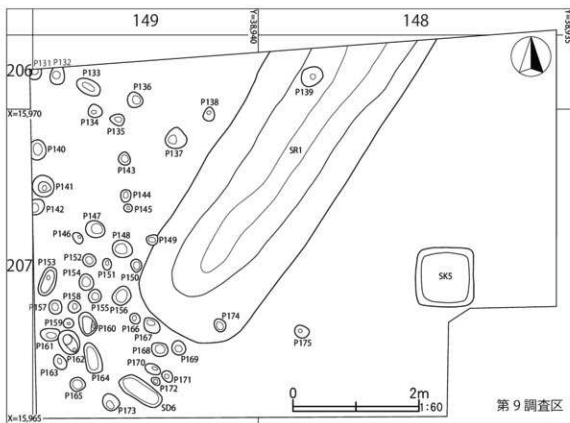 149
148
Y=38,940
Y=38,935
206
P131
P132
P133
P136
P134
P135
P138
P139
X=15,970
P137
P140
P143
SR1
P141
P142
P144
P145
P147
P146
P148
P149
207
P153
P152
P151
P150
P154
SK5
P157
P158
P155
P156
P159
P160
P166
P167
P174
P175
P161
P162
P168
P169
P163
P164
P170
P171
P172
P165
P173
SD6
0
2m
1:60
第9調査区
X=15,965